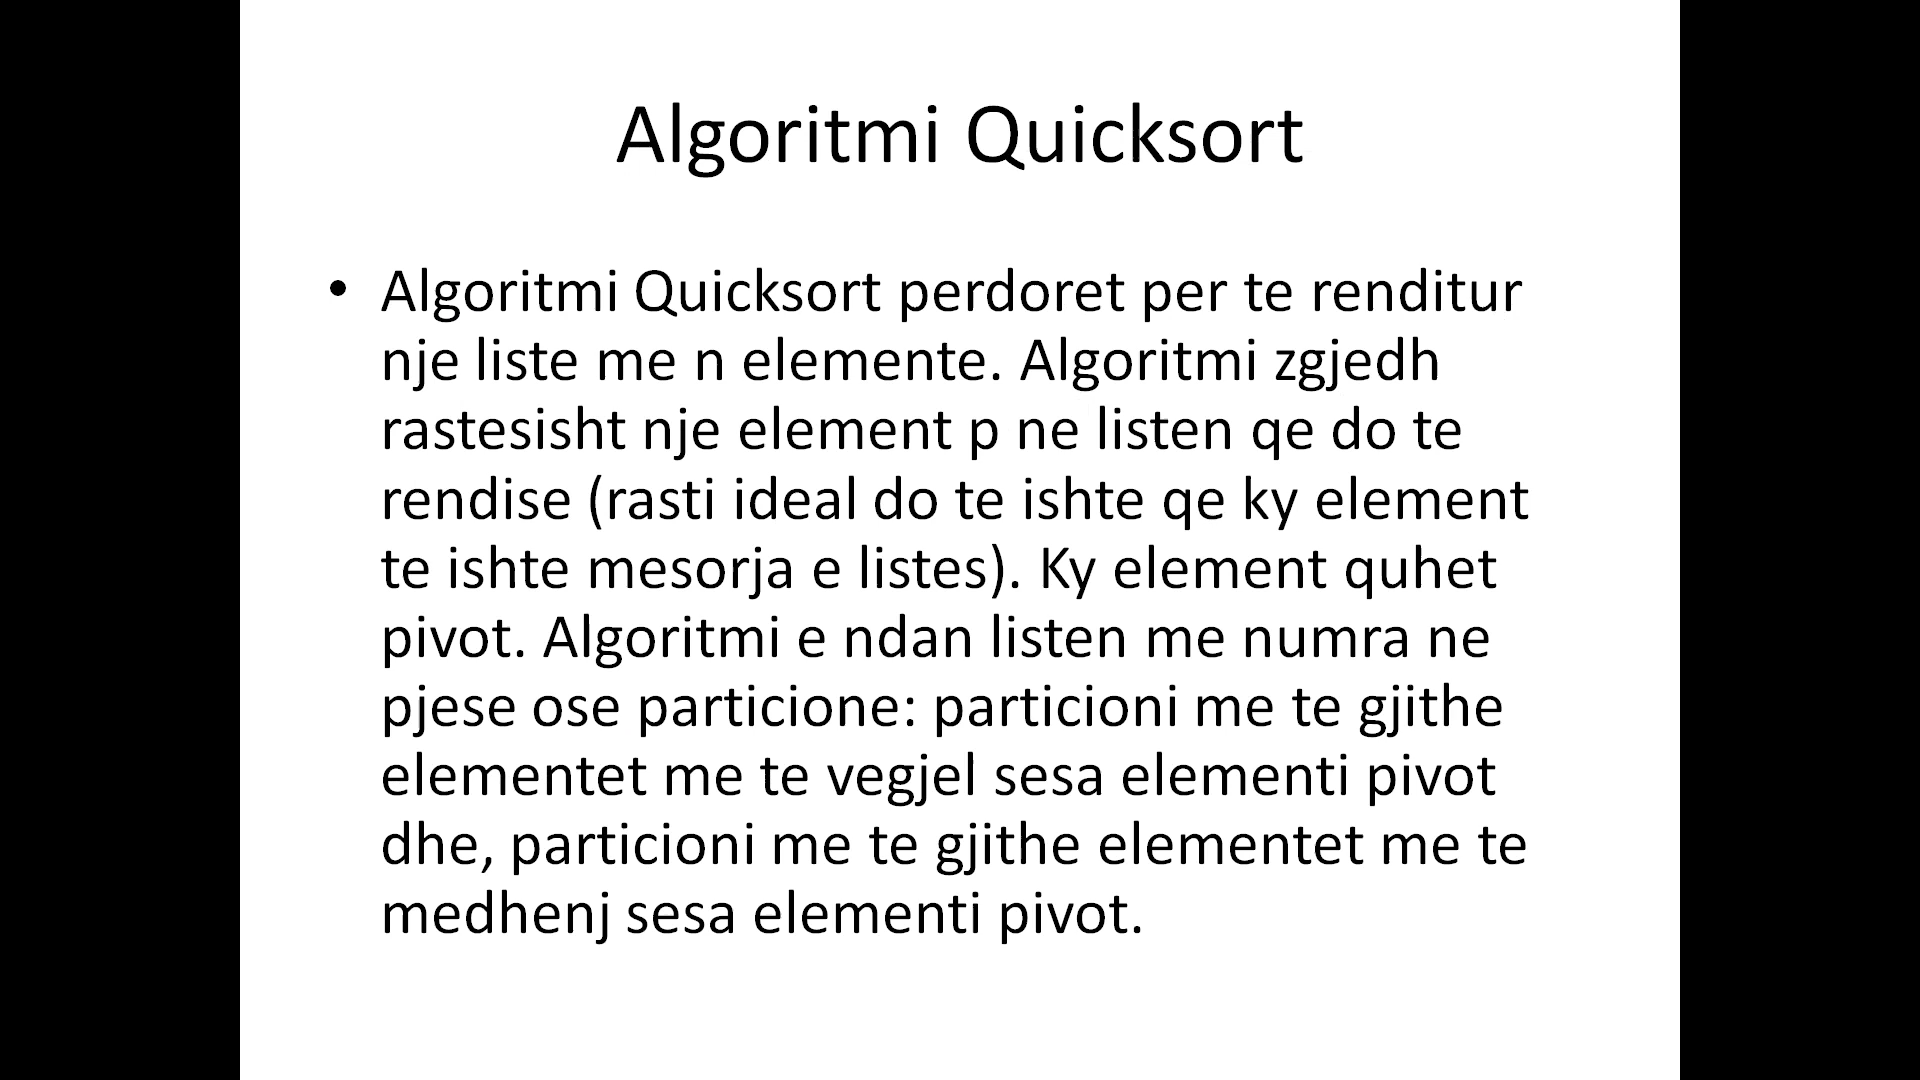 Algoritmi Quicksort
• Algoritmi Quicksort perdoret per te renditur
nje liste me n elemente. Algoritmi zgjedh
rastesisht nje element p ne listen qe do te
rendise (rasti ideal do te ishte qe ky element
te ishte mesorja e listes). Ky element quhet
pivot. Algoritmi e ndan listen me numra ne
pjese ose particione: particioni me te gjithe
elementet me te vegjel sesa elementi pivot
dhe, particioni me te gjithe elementet me te
medhenj sesa elementi pivot.